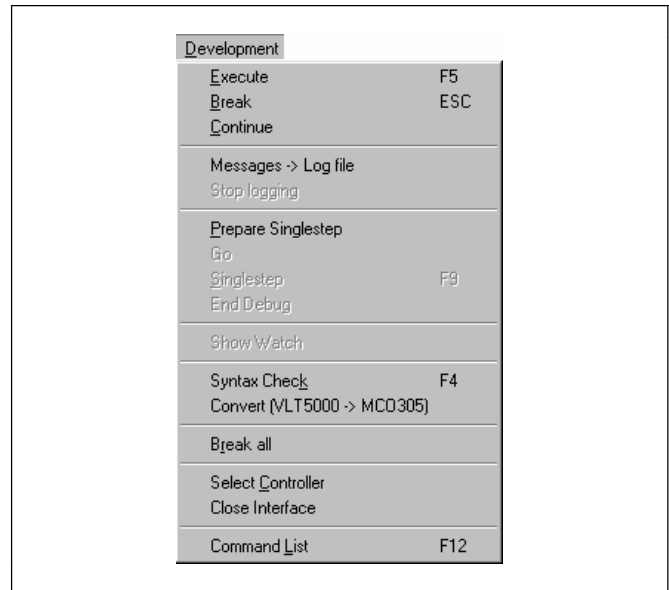 Development
Execute F5
Break ESC
Continue
Messages -> Log file
Stop logging
Prepare Singlestep
Go
Singlestep F9
End Debug
Show Watch
Syntax Check F4
Convert (VLT5000 -> MCO305)
Break all
Select Controller
Close Interface
Command List F12